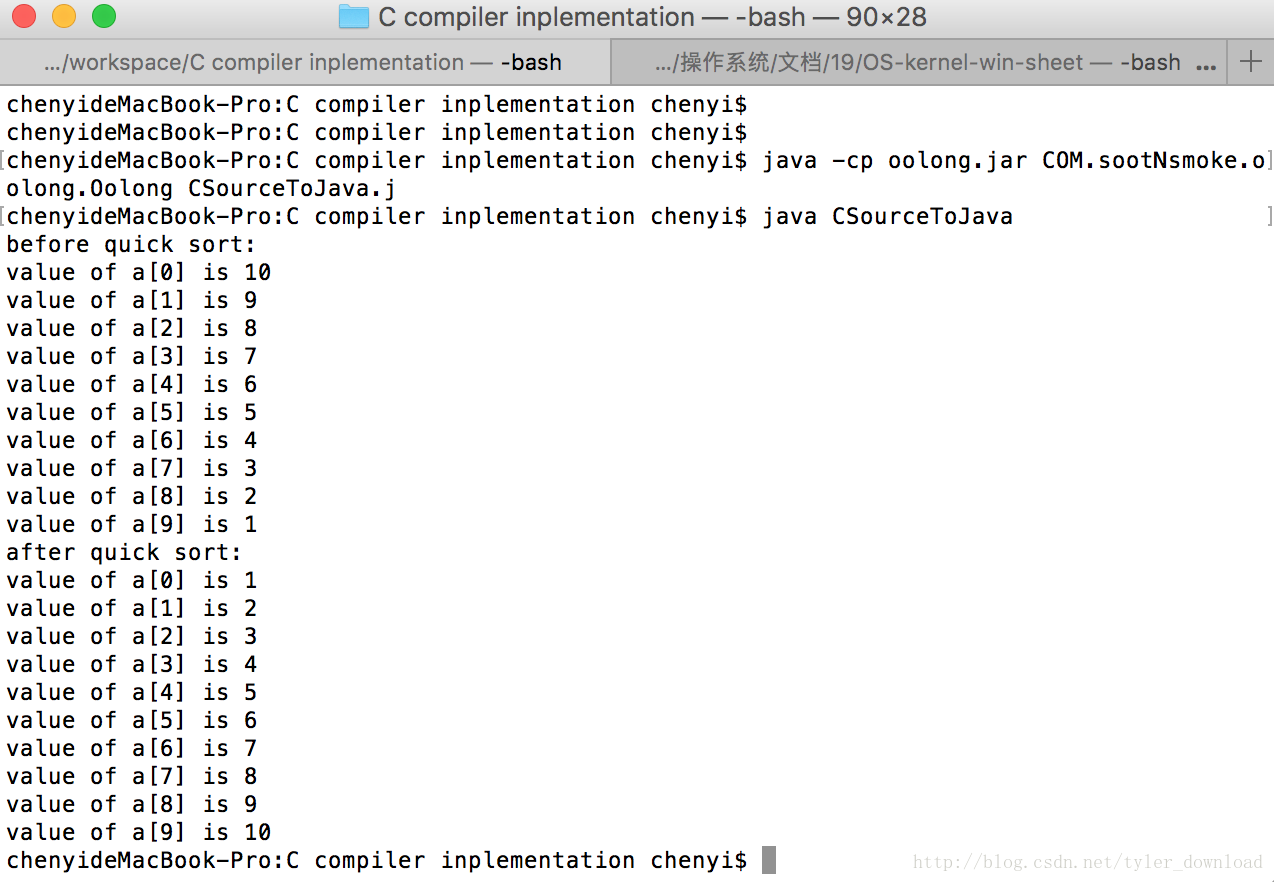 C compiler inplementation — -bash — 90×28
.../workspace/C compiler inplementation — -bash
.../操作系统/文档/19/OS-kernel-win-sheet — -bash ...
chenyideMacBook-Pro:C compiler inplementation chenyi$
chenyideMacBook-Pro:C compiler inplementation chenyi$
[chenyideMacBook-Pro:C compiler inplementation chenyi$ java -cp oolong.jar COM.sootNsmoke.o]
olong.Oolong CSourceToJava.j
[chenyideMacBook-Pro:C compiler inplementation chenyi$ java CSourceToJava ]
before quick sort:
value of a[0] is 10
value of a[1] is 9
value of a[2] is 8
value of a[3] is 7
value of a[4] is 6
value of a[5] is 5
value of a[6] is 4
value of a[7] is 3
value of a[8] is 2
value of a[9] is 1
after quick sort:
value of a[0] is 1
value of a[1] is 2
value of a[2] is 3
value of a[3] is 4
value of a[4] is 5
value of a[5] is 6
value of a[6] is 7
value of a[7] is 8
value of a[8] is 9
value of a[9] is 10
chenyideMacBook-Pro:C compiler inplementation chenyi$
http://blog.csdn.net/tyler_download